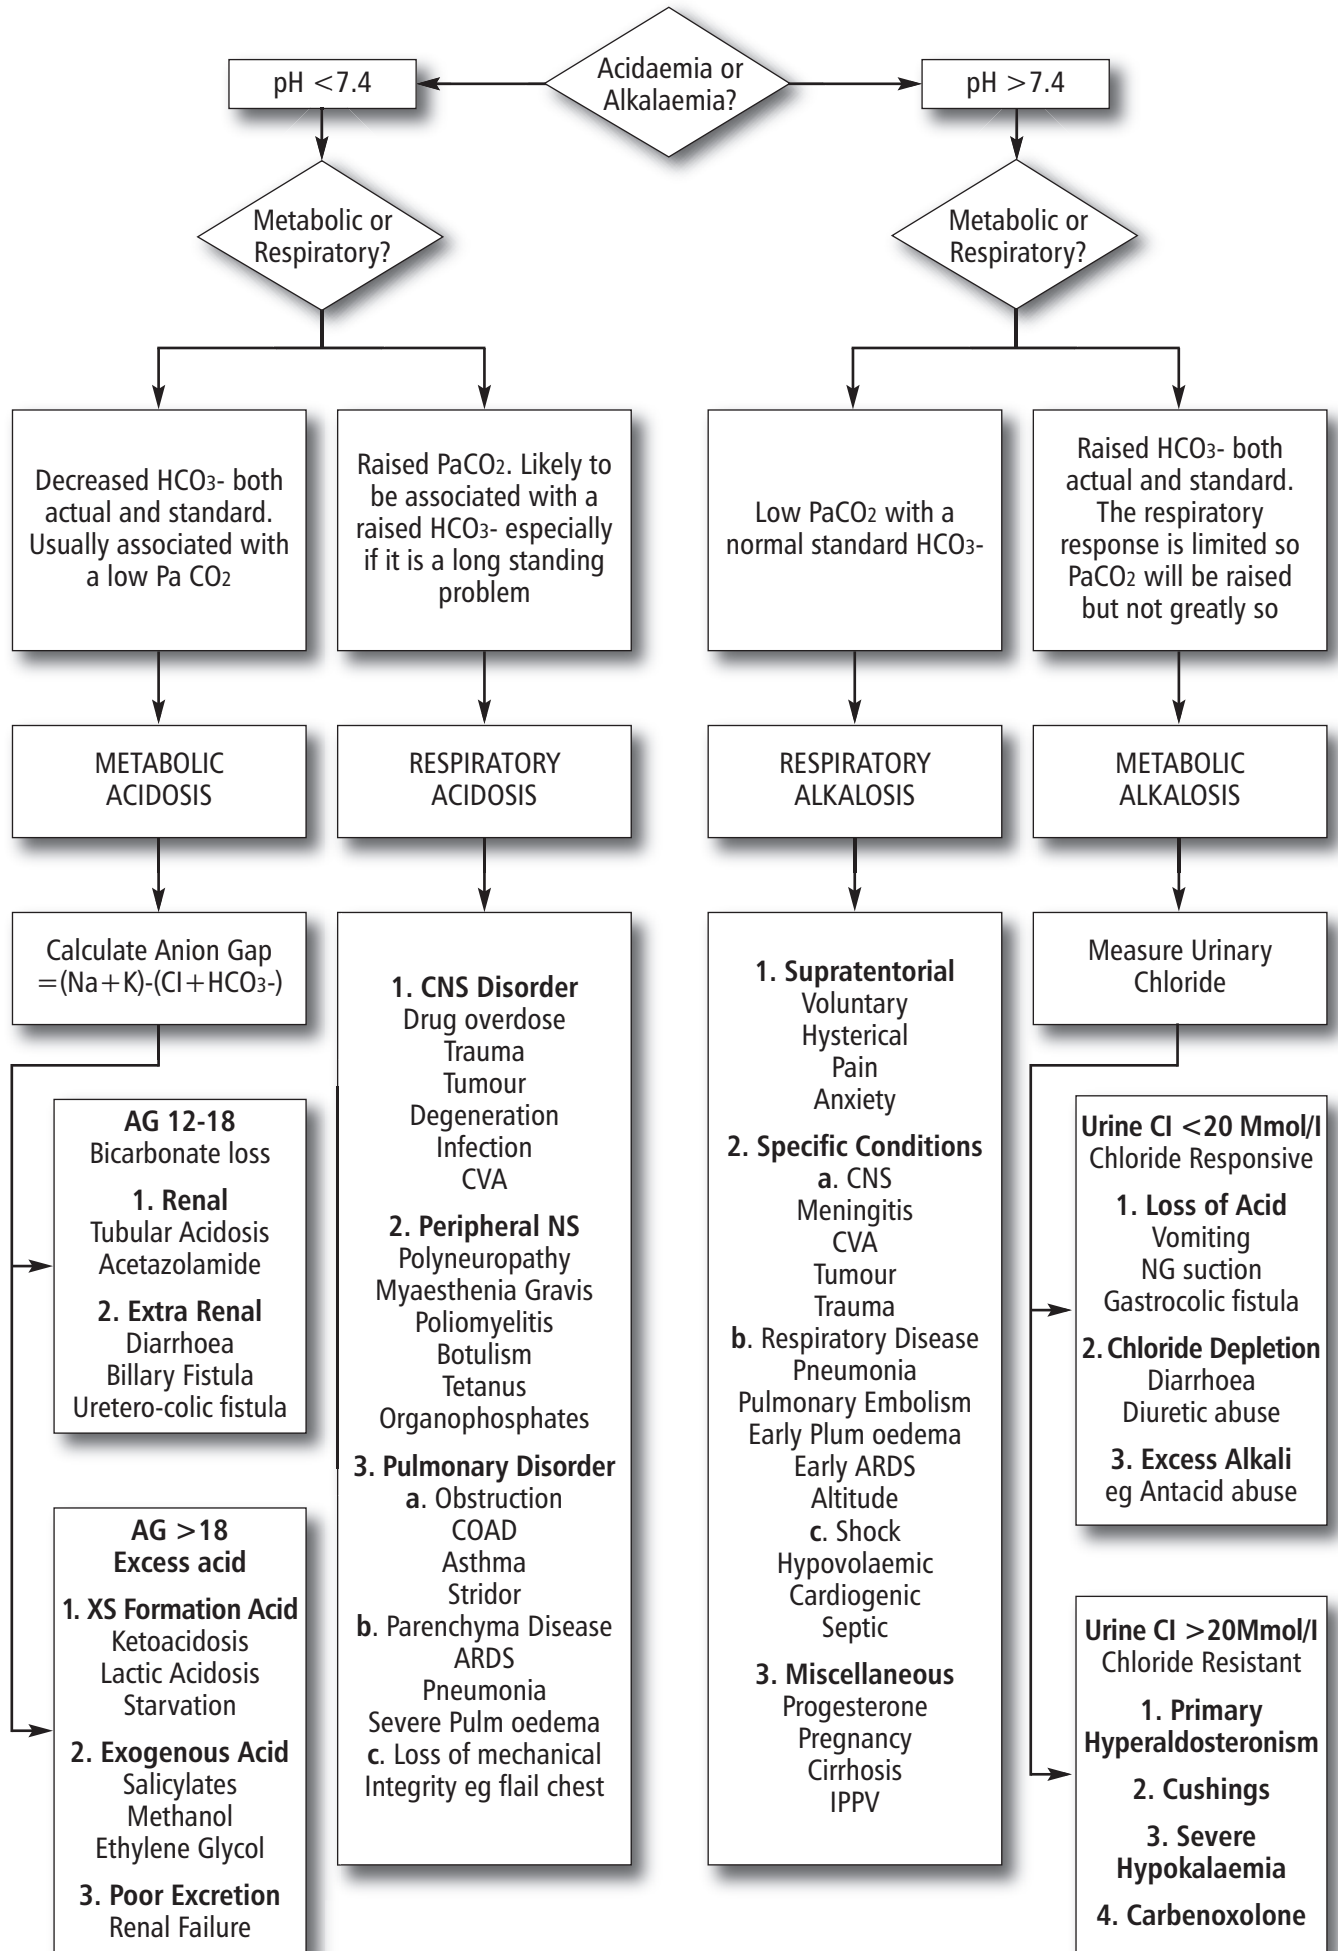 Acidaemia or
Alkalaemia?
pH <7.4
pH >7.4
Metabolic or
Respiratory?
Metabolic or
Respiratory?
Decreased HCO3- both
actual and standard.
Usually associated with
a low Pa CO2
Raised PaCO2. Likely to
be associated with a
raised HCO3- especially
if it is a long standing
problem
Low PaCO2 with a
normal standard HCO3-
Raised HCO3- both
actual and standard.
The respiratory
response is limited so
PaCO2 will be raised
but not greatly so
METABOLIC
ACIDOSIS
RESPIRATORY
ACIDOSIS
RESPIRATORY
ALKALOSIS
METABOLIC
ALKALOSIS
Calculate Anion Gap
=(Na+K)-(Cl+HCO3-)
AG 12-18
Bicarbonate loss
1. Renal
Tubular Acidosis
Acetazolamide
2. Extra Renal
Diarrhoea
Billary Fistula
Uretero-colic fistula
AG >18
Excess acid
1. XS Formation Acid
Ketoacidosis
Lactic Acidosis
Starvation
2. Exogenous Acid
Salicylates
Methanol
Ethylene Glycol
3. Poor Excretion
Renal Failure
1. CNS Disorder
Drug overdose
Trauma
Tumour
Degeneration
Infection
CVA
2. Peripheral NS
Polyneuropathy
Myaesthenia Gravis
Poliomyelitis
Botulism
Tetanus
Organophosphates
3. Pulmonary Disorder
a. Obstruction
COAD
Asthma
Stridor
b. Parenchyma Disease
ARDS
Pneumonia
Severe Pulm oedema
c. Loss of mechanical
Integrity eg flail chest
1. Supratentorial
Voluntary
Hysterical
Pain
Anxiety
2. Specific Conditions
a. CNS
Meningitis
CVA
Tumour
Trauma
b. Respiratory Disease
Pneumonia
Pulmonary Embolism
Early Plum oedema
Early ARDS
Altitude
c. Shock
Hypovolaemic
Cardiogenic
Septic
3. Miscellaneous
Progesterone
Pregnancy
Cirrhosis
IPPV
Measure Urinary
Chloride
Urine Cl <20 Mmol/l
Chloride Responsive
1. Loss of Acid
Vomiting
NG suction
Gastrocolic fistula
2. Chloride Depletion
Diarrhoea
Diuretic abuse
3. Excess Alkali
eg Antacid abuse
Urine Cl >20Mmol/l
Chloride Resistant
1. Primary
Hyperaldosteronism
2. Cushings
3. Severe
Hypokalaemia
4. Carbenoxolone